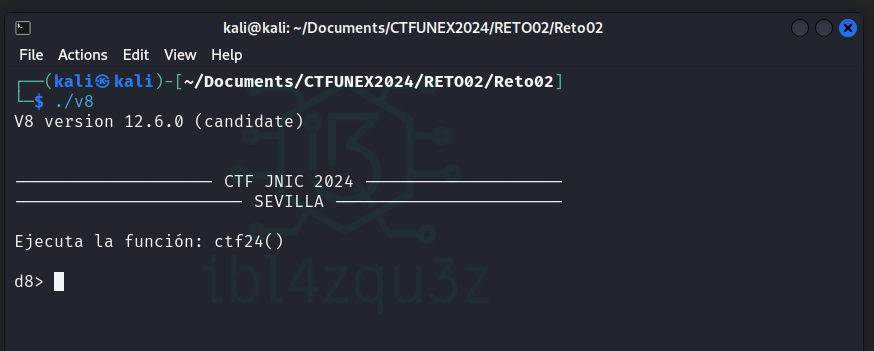 kali@kali: ~/Documents/CTFUNEX2024/RETO02/Reto02
File Actions Edit View Help
┌──(kali㉿kali)-[~/Documents/CTFUNEX2024/RETO02/Reto02]
└─$ ./v8
V8 version 12.6.0 (candidate)
──────────────────── CTF JNIC 2024 ────────────────────
─────────────────────── SEVILLA ───────────────────────
Ejecuta la función: ctf24()
ibl4zqu3z
d8>